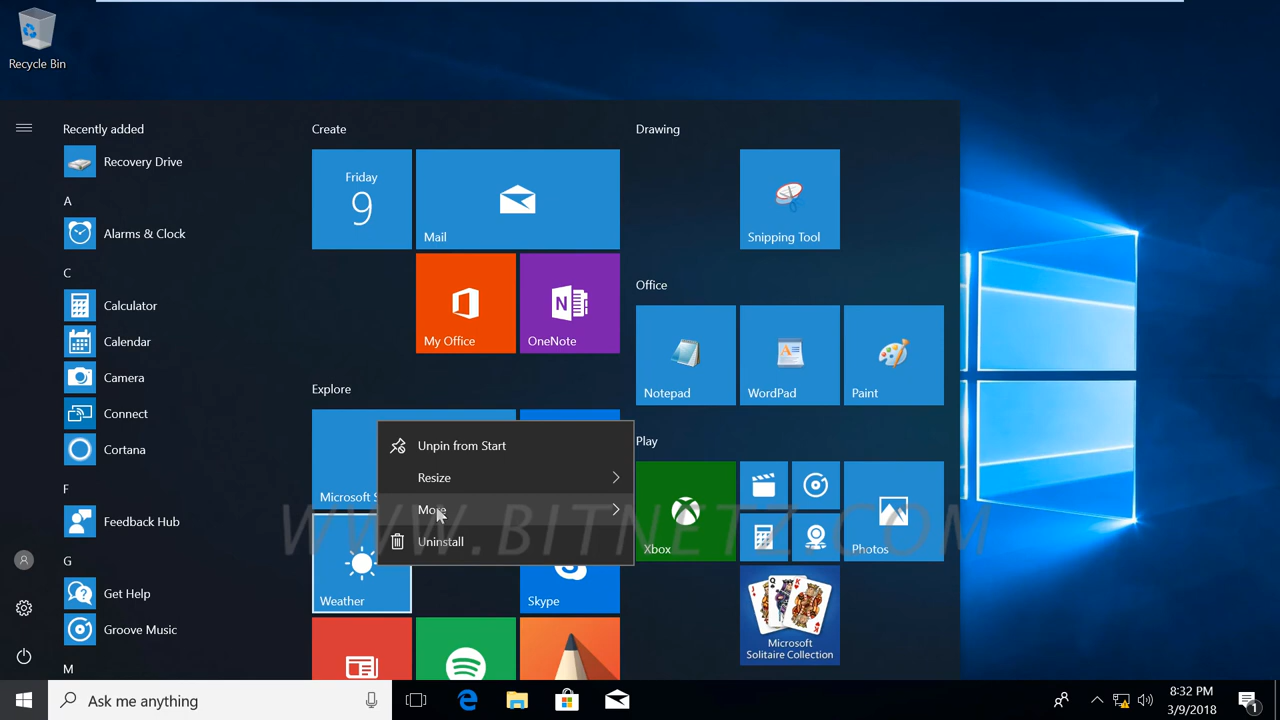 Recycle Bin
Recently added
Recovery Drive
A
Alarms & Clock
C
Calculator
Calendar
Camera
Connect
Cortana
F
Feedback Hub
G
Get Help
Groove Music
M
Create
Friday
9
Mail
My Office
OneNote
Explore
Microsoft
Unpin from Start
Resize
More
Uninstall
Weather
Skype
Drawing
Snipping Tool
Office
Notepad
WordPad
Paint
Play
Xbox
Photos
Microsoft
Solitaire Collection
WWW.BITNETZ.COM
Ask me anything
8:32 PM
3/9/2018
1